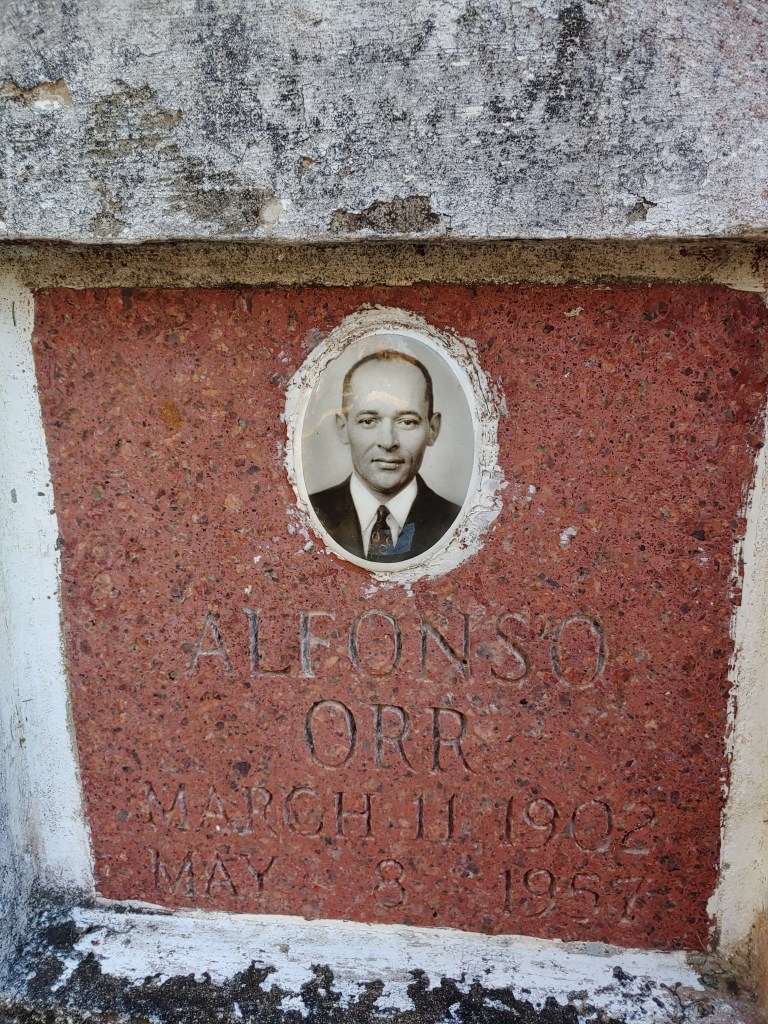 ALFONSO
ORR
MARCH 11 1902
MAY 8 1957